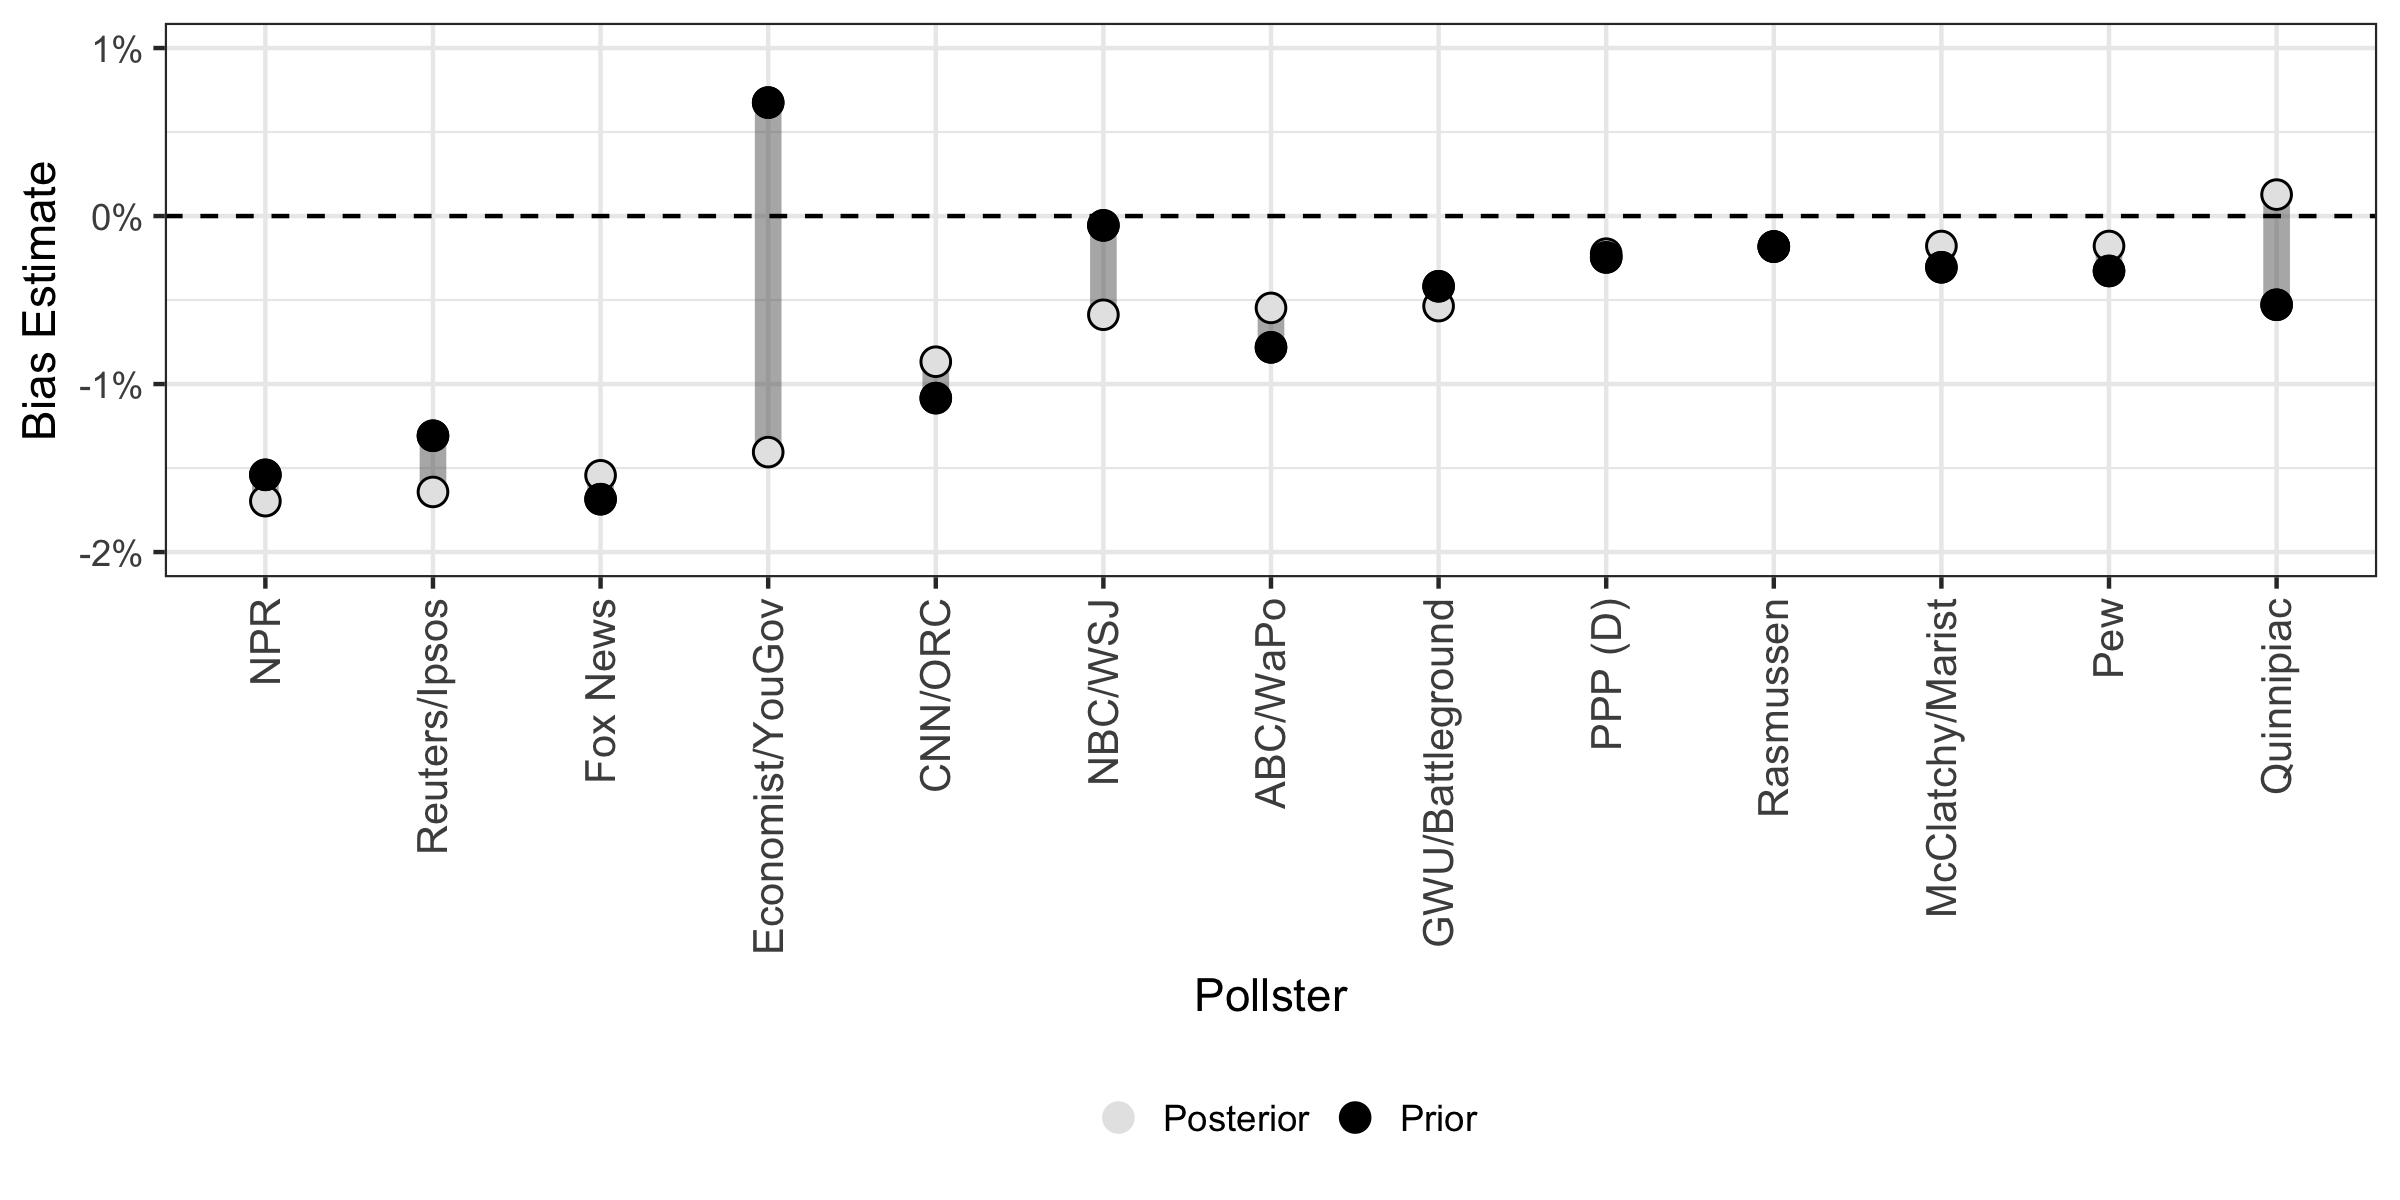 Bias Estimate
1%
0%
-1%
-2%
NPR
Reuters/Ipsos
Fox News
Economist/YouGov
CNN/ORC
NBC/WSJ
ABC/WaPo
GWU/Battleground
PPP (D)
Rasmussen
McClatchy/Marist
Pew
Quinnipiac
Pollster
Posterior
Prior